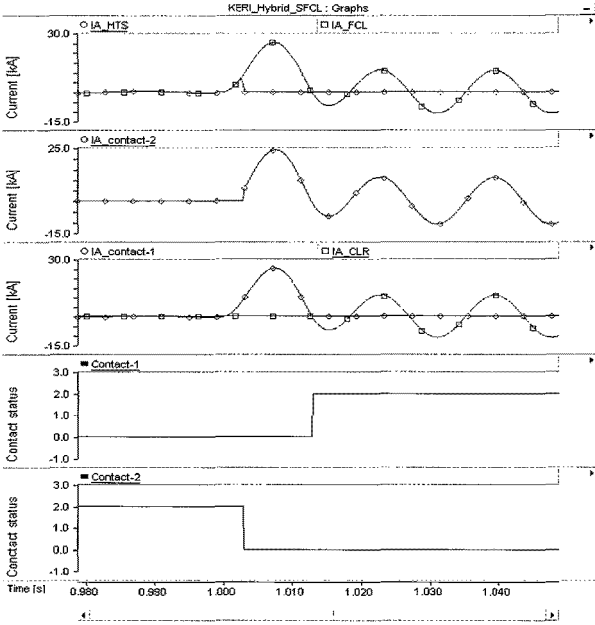 KERI_Hybrid_SFCL : Graphs
IA_HTS IA_FCL
30.0
-15.0
Current [kA]
IA_contact-2
25.0
-15.0
Current [kA]
IA_contact-1 IA_CLR
30.0
-15.0
Current [kA]
Contact-1
3.0
2.0
1.0
0.0
-1.0
Contact status
Contact-2
3.0
2.0
1.0
0.0
-1.0
Conctact status
Time [s] 0.980 0.990 1.000 1.010 1.020 1.030 1.040